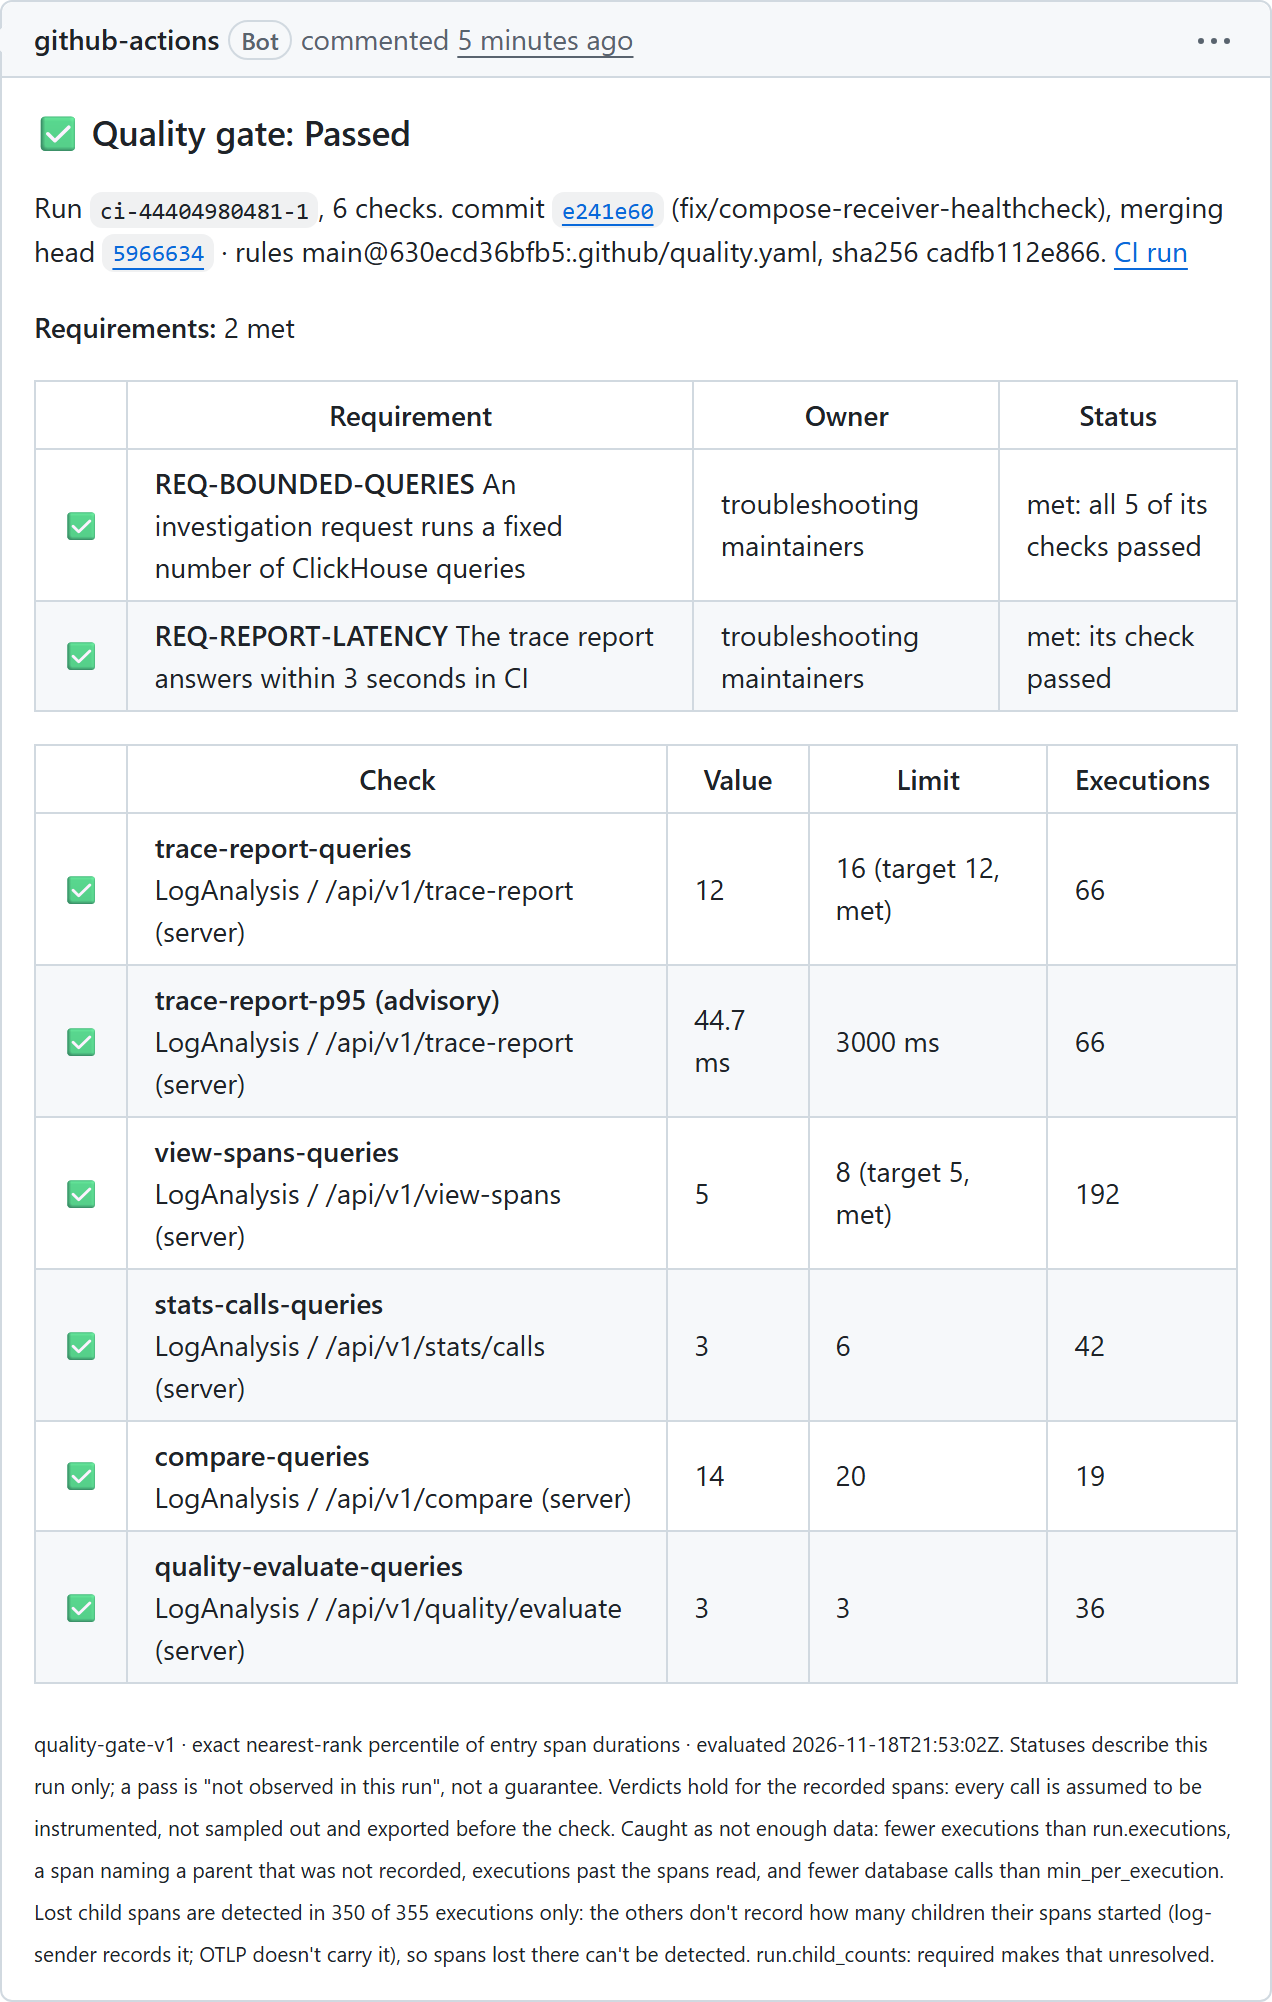 github-actions Bot commented 5 minutes ago
Quality gate: Passed
Run ci-44404980481-1, 6 checks. commit e241e60 (fix/compose-receiver-healthcheck), merging
head 5966634 · rules main@630ecd36bfb5:.github/quality.yaml, sha256 cadfb112e866. CI run
Requirements: 2 met
Requirement Owner Status
REQ-BOUNDED-QUERIES An
investigation request runs a fixed
number of ClickHouse queries
troubleshooting
maintainers
met: all 5 of its
checks passed
REQ-REPORT-LATENCY The trace report
answers within 3 seconds in CI
troubleshooting
maintainers
met: its check
passed
Check Value Limit Executions
trace-report-queries
LogAnalysis / /api/v1/trace-report
(server)
12
16 (target 12,
met)
66
trace-report-p95 (advisory)
LogAnalysis / /api/v1/trace-report
(server)
44.7
ms
3000 ms
66
view-spans-queries
LogAnalysis / /api/v1/view-spans
(server)
5
8 (target 5,
met)
192
stats-calls-queries
LogAnalysis / /api/v1/stats/calls
(server)
3
6
42
compare-queries
LogAnalysis / /api/v1/compare (server)
14
20
19
quality-evaluate-queries
LogAnalysis / /api/v1/quality/evaluate
(server)
3
3
36
quality-gate-v1 · exact nearest-rank percentile of entry span durations · evaluated 2026-11-18T21:53:02Z. Statuses describe this
run only; a pass is "not observed in this run", not a guarantee. Verdicts hold for the recorded spans: every call is assumed to be
instrumented, not sampled out and exported before the check. Caught as not enough data: fewer executions than run.executions,
a span naming a parent that was not recorded, executions past the spans read, and fewer database calls than min_per_execution.
Lost child spans are detected in 350 of 355 executions only: the others don't record how many children their spans started (log-
sender records it; OTLP doesn't carry it), so spans lost there can't be detected. run.child_counts: required makes that unresolved.